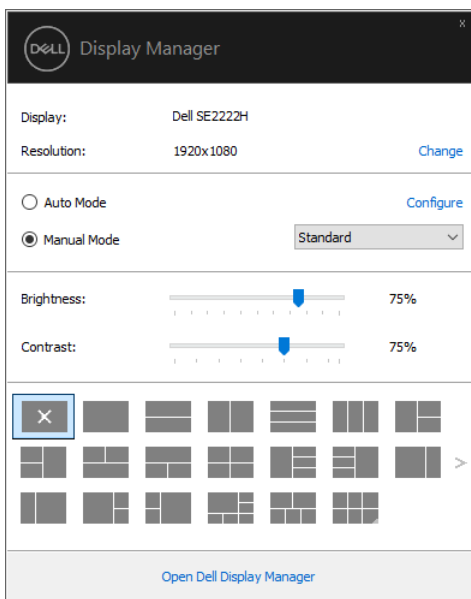 x
DELL Display Manager
Display: Dell SE2222H
Resolution: 1920x1080 Change
Auto Mode Configure
Manual Mode Standard
Brightness: 75%
Contrast: 75%
Open Dell Display Manager